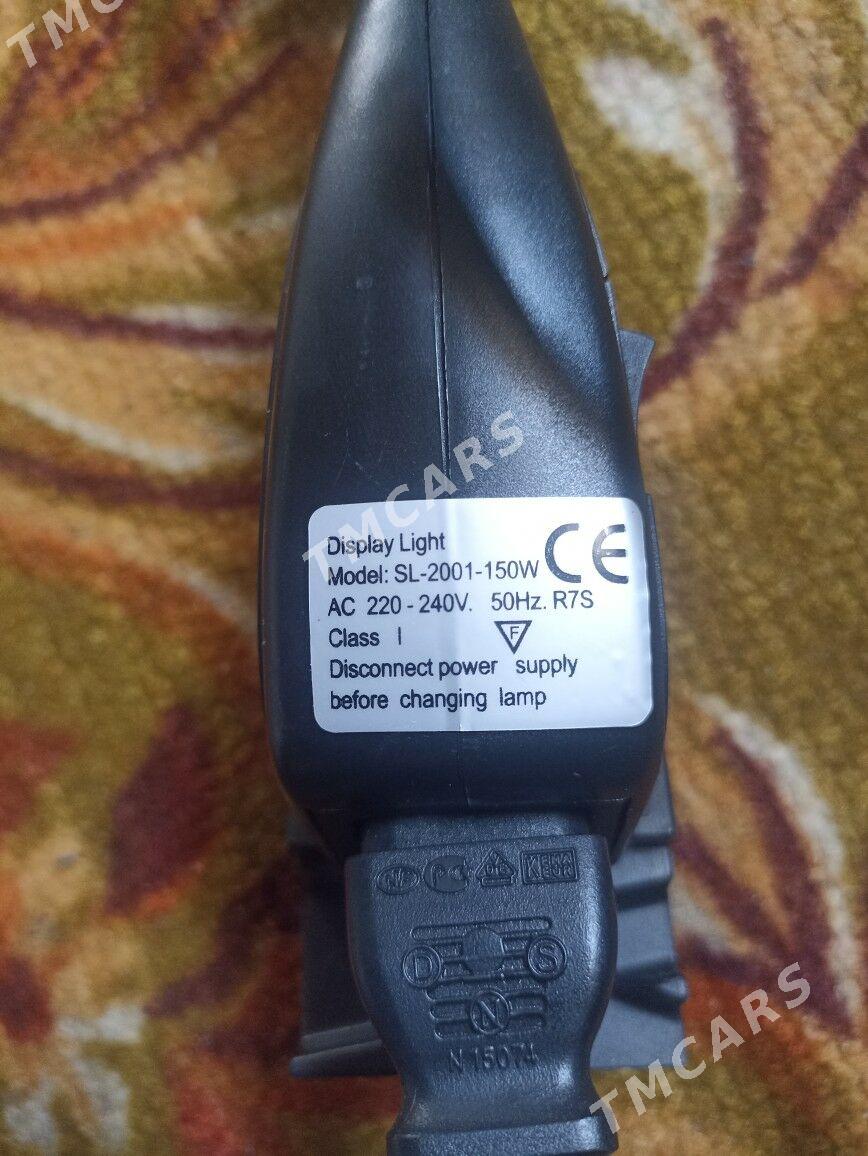 TMCARS
Display Light
Model: SL-2001-150W CE
AC 220-240V. 50Hz. R7S
Class I F
Disconnect power supply
before changing lamp
TMCARS
D S
N
N 15074
TMCARS